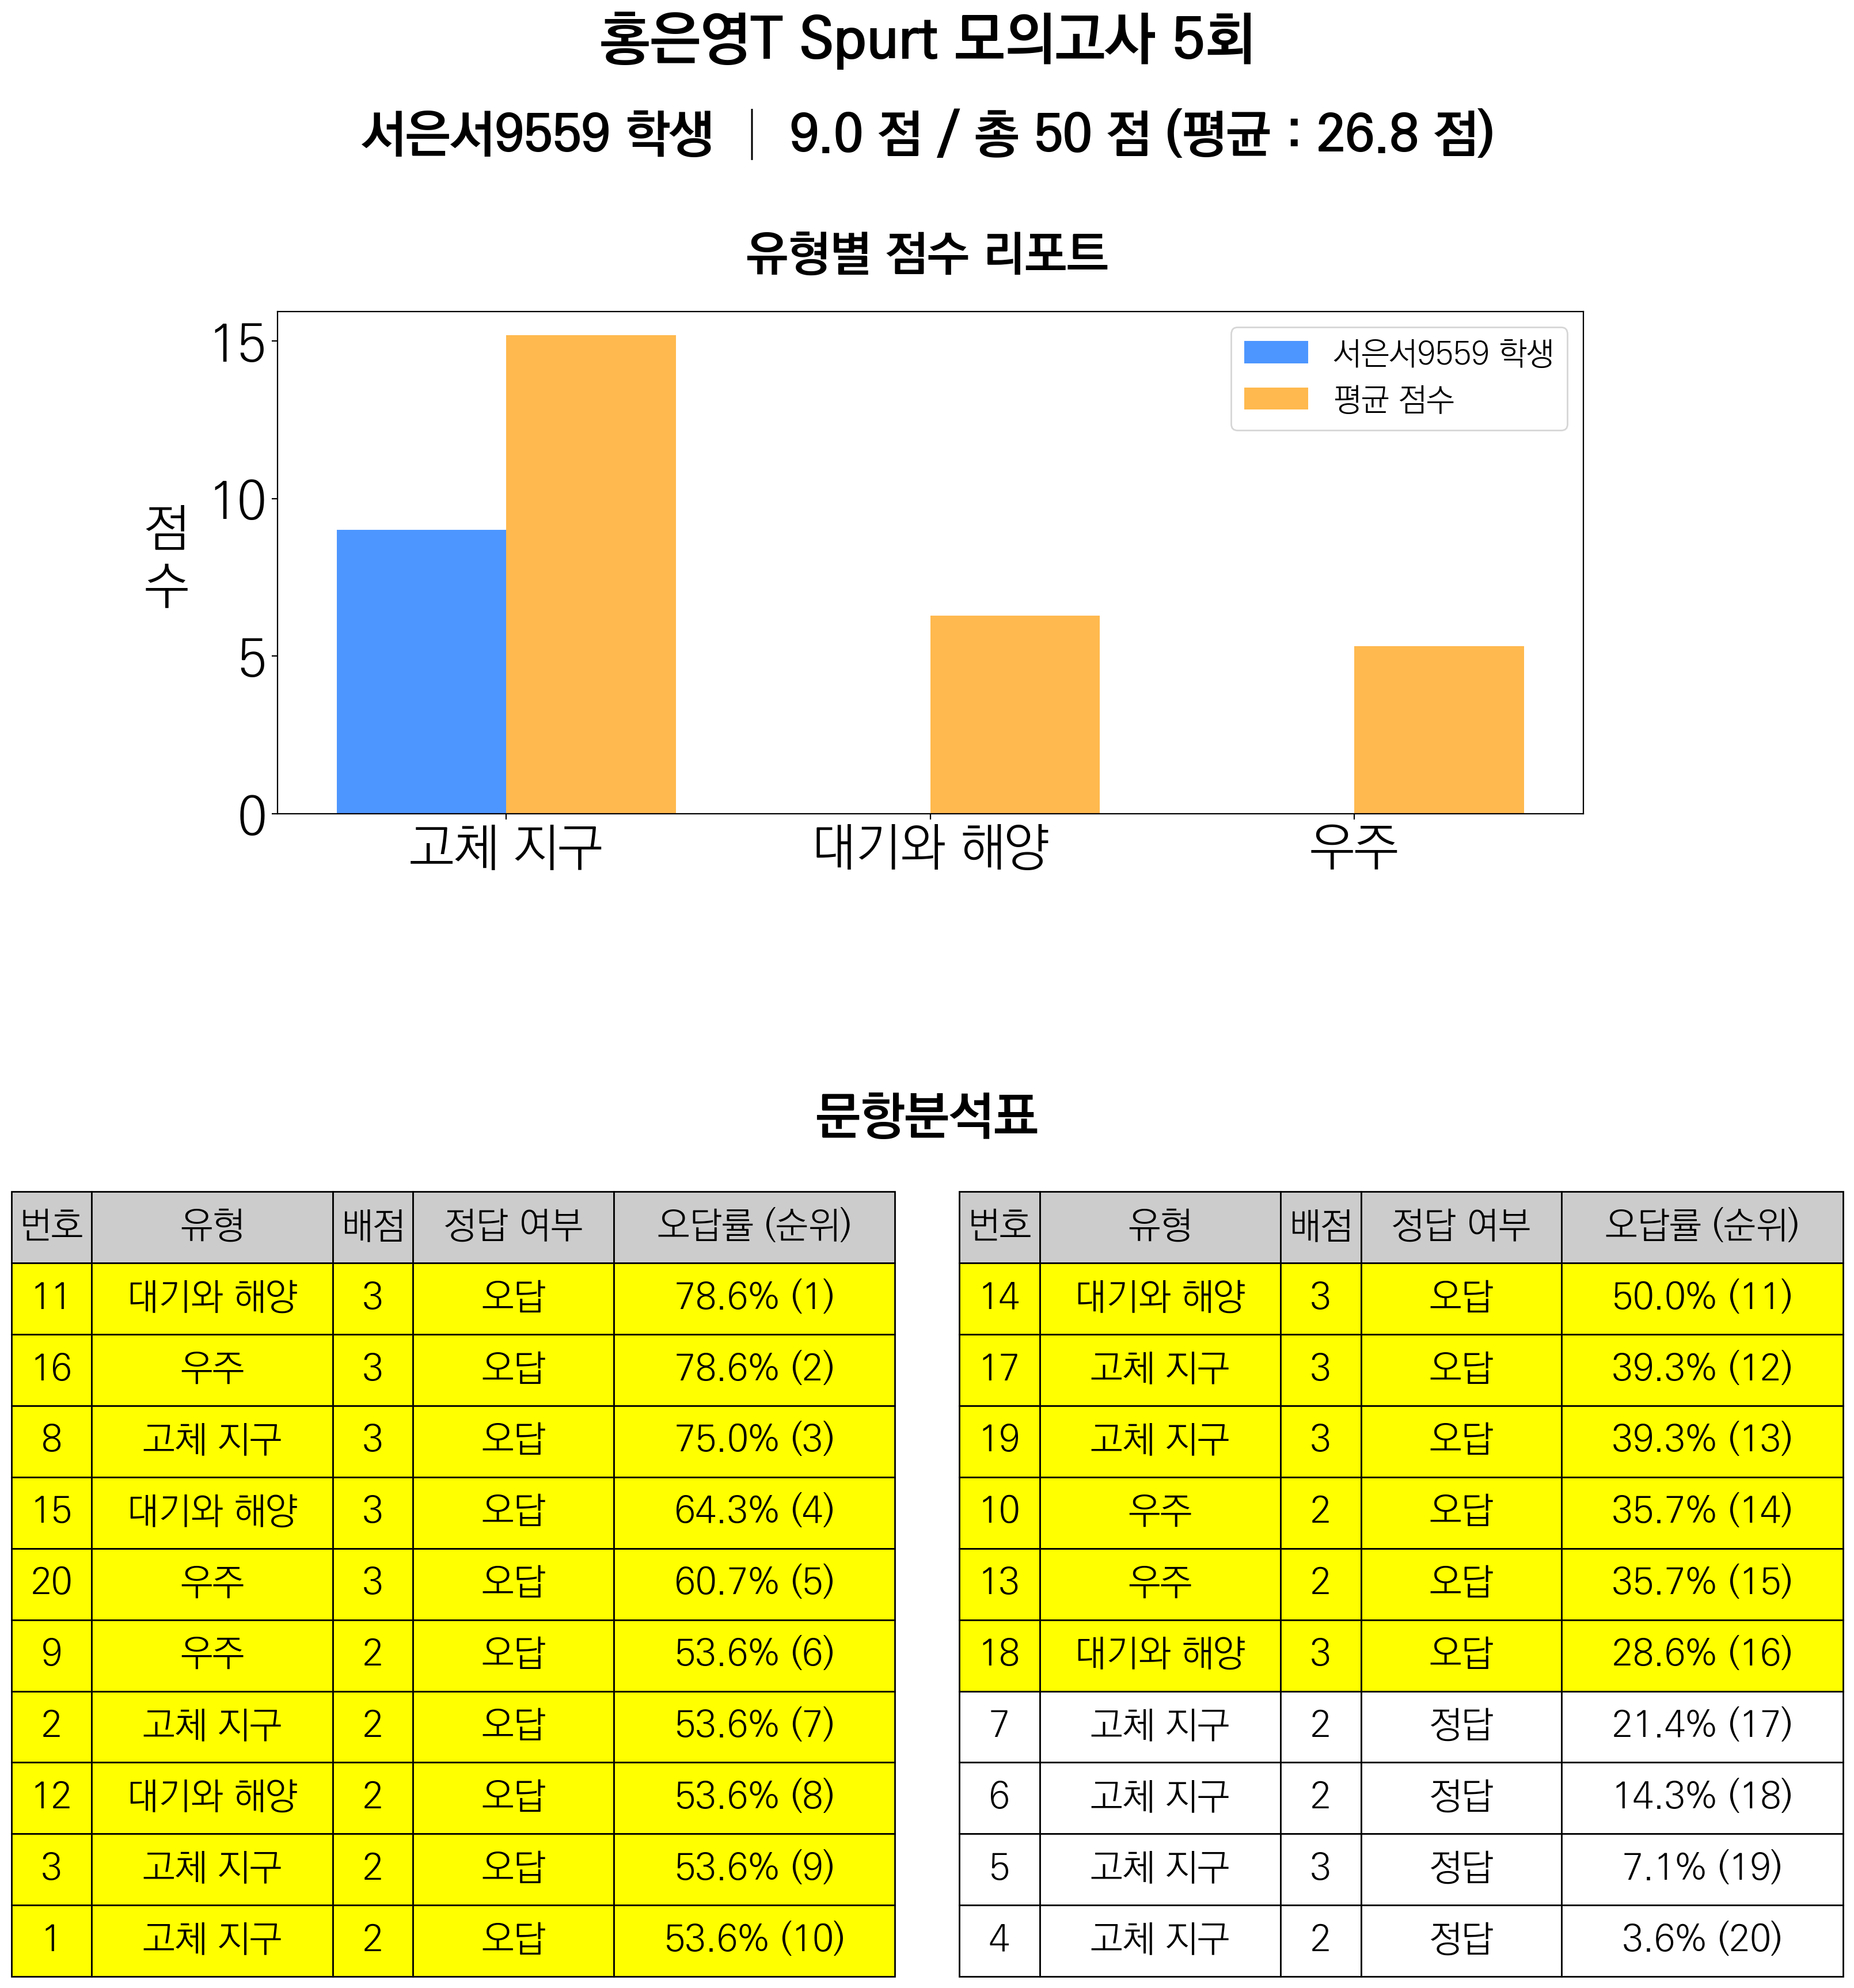 홍은영T Spurt 모의고사 5회
서은서9559 학생 │ 9.0 점 / 총 50 점 (평균 : 26.8 점)
유형별 점수 리포트
점
수
15
10
5
0
서은서9559 학생
평균 점수
고체 지구 대기와 해양 우주
문항분석표
번호 유형 배점 정답 여부 오답률 (순위)
11 대기와 해양 3 오답 78.6% (1)
16 우주 3 오답 78.6% (2)
8 고체 지구 3 오답 75.0% (3)
15 대기와 해양 3 오답 64.3% (4)
20 우주 3 오답 60.7% (5)
9 우주 2 오답 53.6% (6)
2 고체 지구 2 오답 53.6% (7)
12 대기와 해양 2 오답 53.6% (8)
3 고체 지구 2 오답 53.6% (9)
1 고체 지구 2 오답 53.6% (10)
번호 유형 배점 정답 여부 오답률 (순위)
14 대기와 해양 3 오답 50.0% (11)
17 고체 지구 3 오답 39.3% (12)
19 고체 지구 3 오답 39.3% (13)
10 우주 2 오답 35.7% (14)
13 우주 2 오답 35.7% (15)
18 대기와 해양 3 오답 28.6% (16)
7 고체 지구 2 정답 21.4% (17)
6 고체 지구 2 정답 14.3% (18)
5 고체 지구 3 정답 7.1% (19)
4 고체 지구 2 정답 3.6% (20)